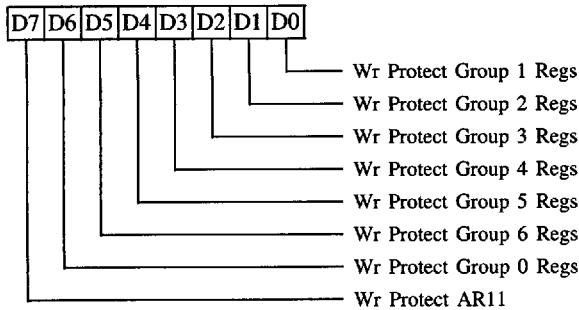 D7 D6 D5 D4 D3 D2 D1 D0
Wr Protect Group 1 Regs
Wr Protect Group 2 Regs
Wr Protect Group 3 Regs
Wr Protect Group 4 Regs
Wr Protect Group 5 Regs
Wr Protect Group 6 Regs
Wr Protect Group 0 Regs
Wr Protect AR11